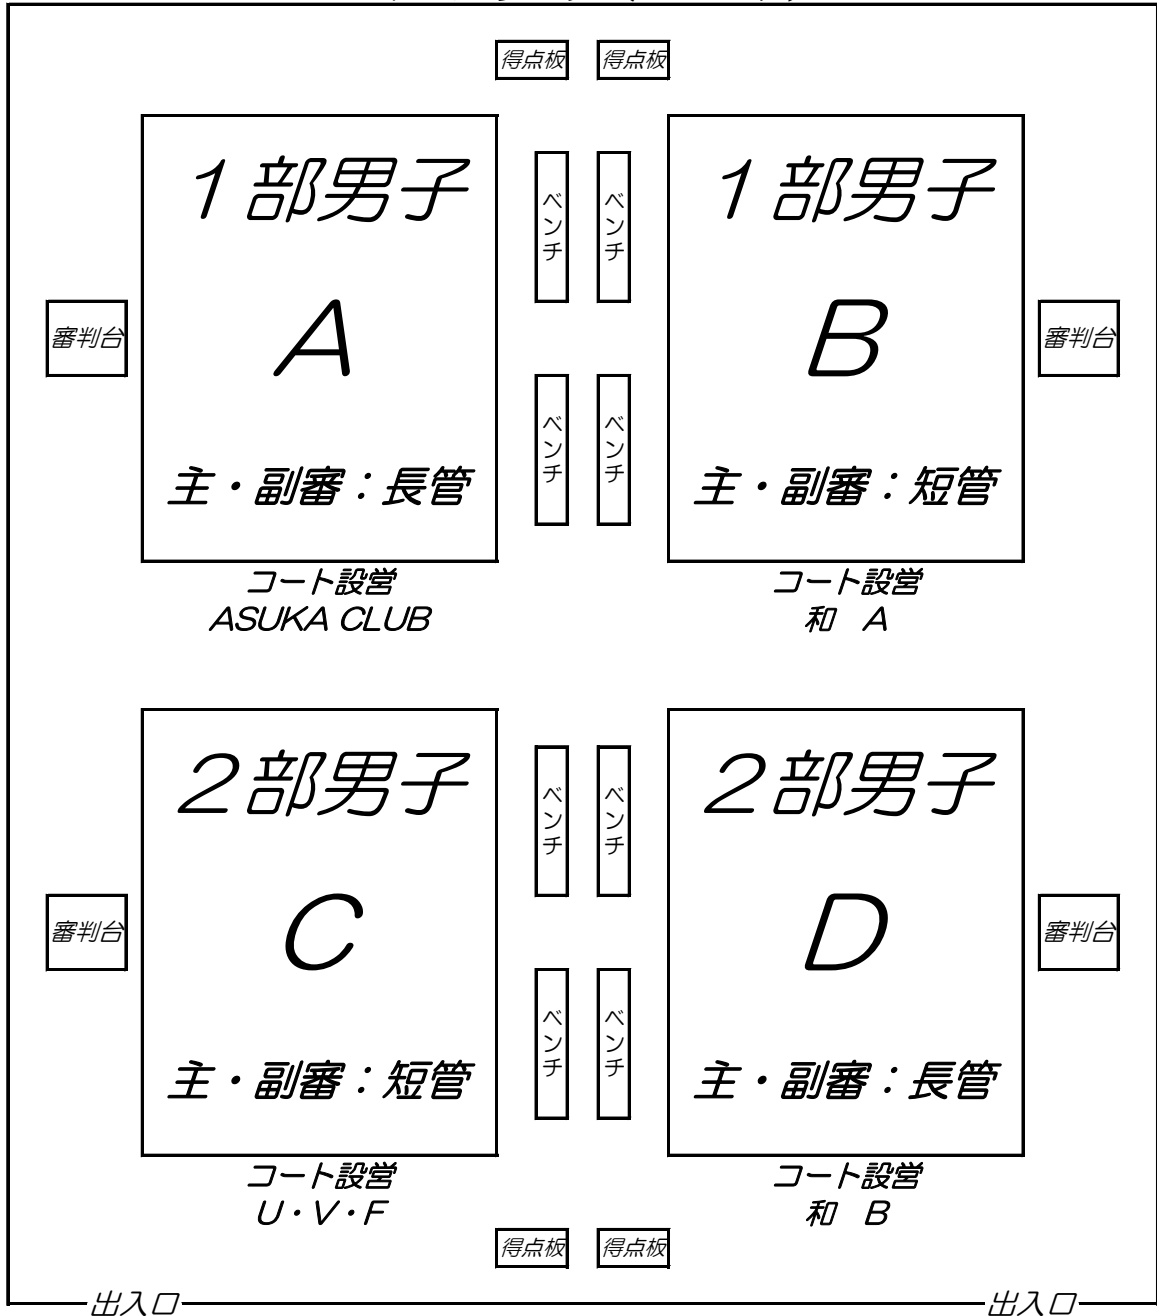 得点板 得点板
1部男子
A
主・副審：長管
コート設営
ASUKA CLUB
審判台
ベンチ
ベンチ
ベンチ
ベンチ
1部男子
B
主・副審：短管
コート設営
和 A
審判台
2部男子
C
主・副審：短管
コート設営
U・V・F
審判台
ベンチ
ベンチ
ベンチ
ベンチ
2部男子
D
主・副審：長管
コート設営
和 B
審判台
得点板 得点板
出入口 出入口